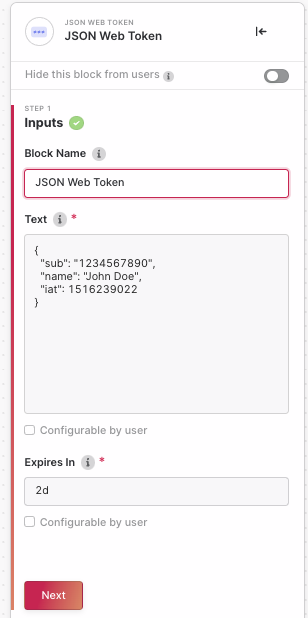 JSON WEB TOKEN
JSON Web Token
Hide this block from users
STEP 1
Inputs
Block Name
JSON Web Token
Text *
{
"sub": "1234567890",
"name": "John Doe",
"iat": 1516239022
}
Configurable by user
Expires In *
2d
Configurable by user
Next